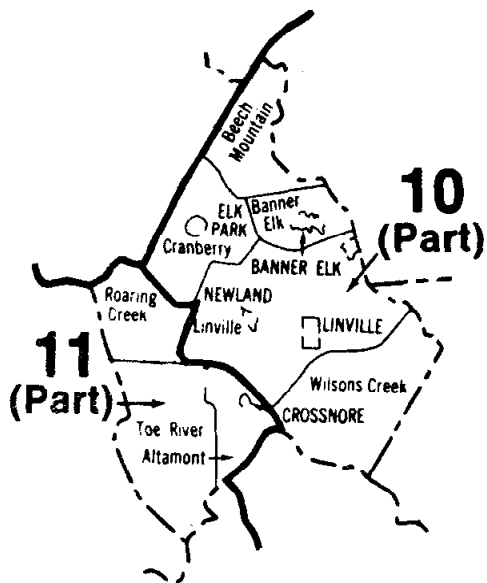 Beech
Mountain
10
(Part)
ELK
PARK
Banner
Elk
Cranberry
BANNER ELK
Roaring
Creek
NEWLAND
Linville
LINVILLE
11
(Part)
Wilsons Creek
CROSSNORE
Toe River
Altamont